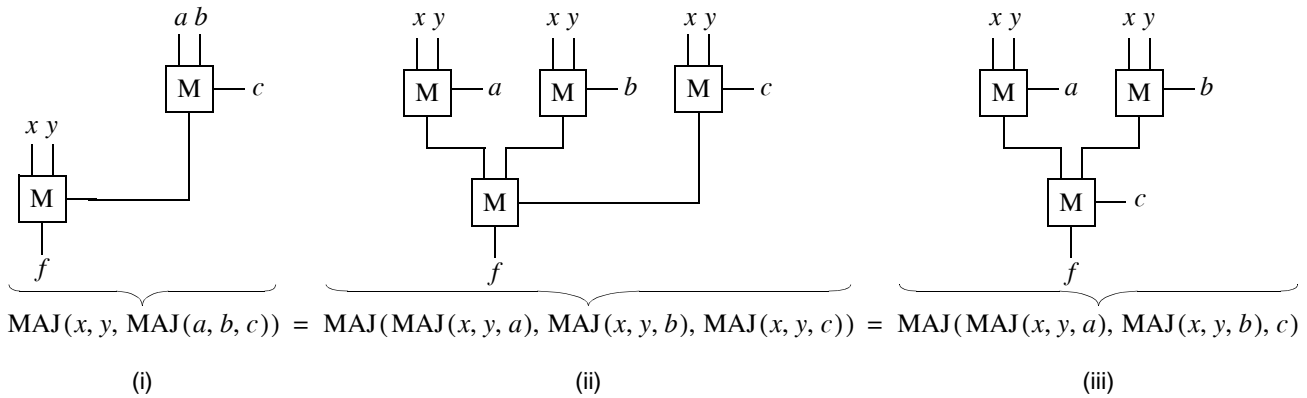 a b
x y x y x y x y x y
M c M a M b M c M a M b
x y
M M M c
f f f
MAJ(x, y, MAJ(a, b, c)) = MAJ(MAJ(x, y, a), MAJ(x, y, b), MAJ(x, y, c)) = MAJ(MAJ(x, y, a), MAJ(x, y, b), c)
(i) (ii) (iii)